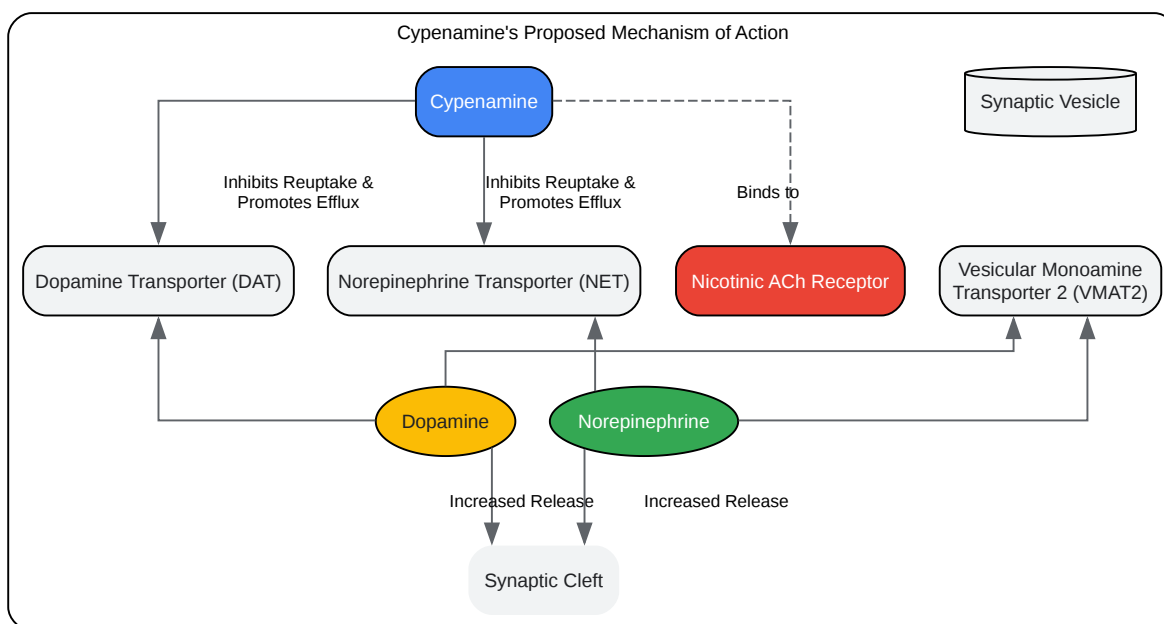 Cypenamine's Proposed Mechanism of Action
Cypenamine
Synaptic Vesicle
Inhibits Reuptake &
Promotes Efflux
Inhibits Reuptake &
Promotes Efflux
Binds to
Dopamine Transporter (DAT)
Norepinephrine Transporter (NET)
Nicotinic ACh Receptor
Vesicular Monoamine
Transporter 2 (VMAT2)
Dopamine
Norepinephrine
Increased Release
Increased Release
Synaptic Cleft